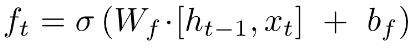 f_t = σ (W_f · [h_{t−1}, x_t] + b_f)